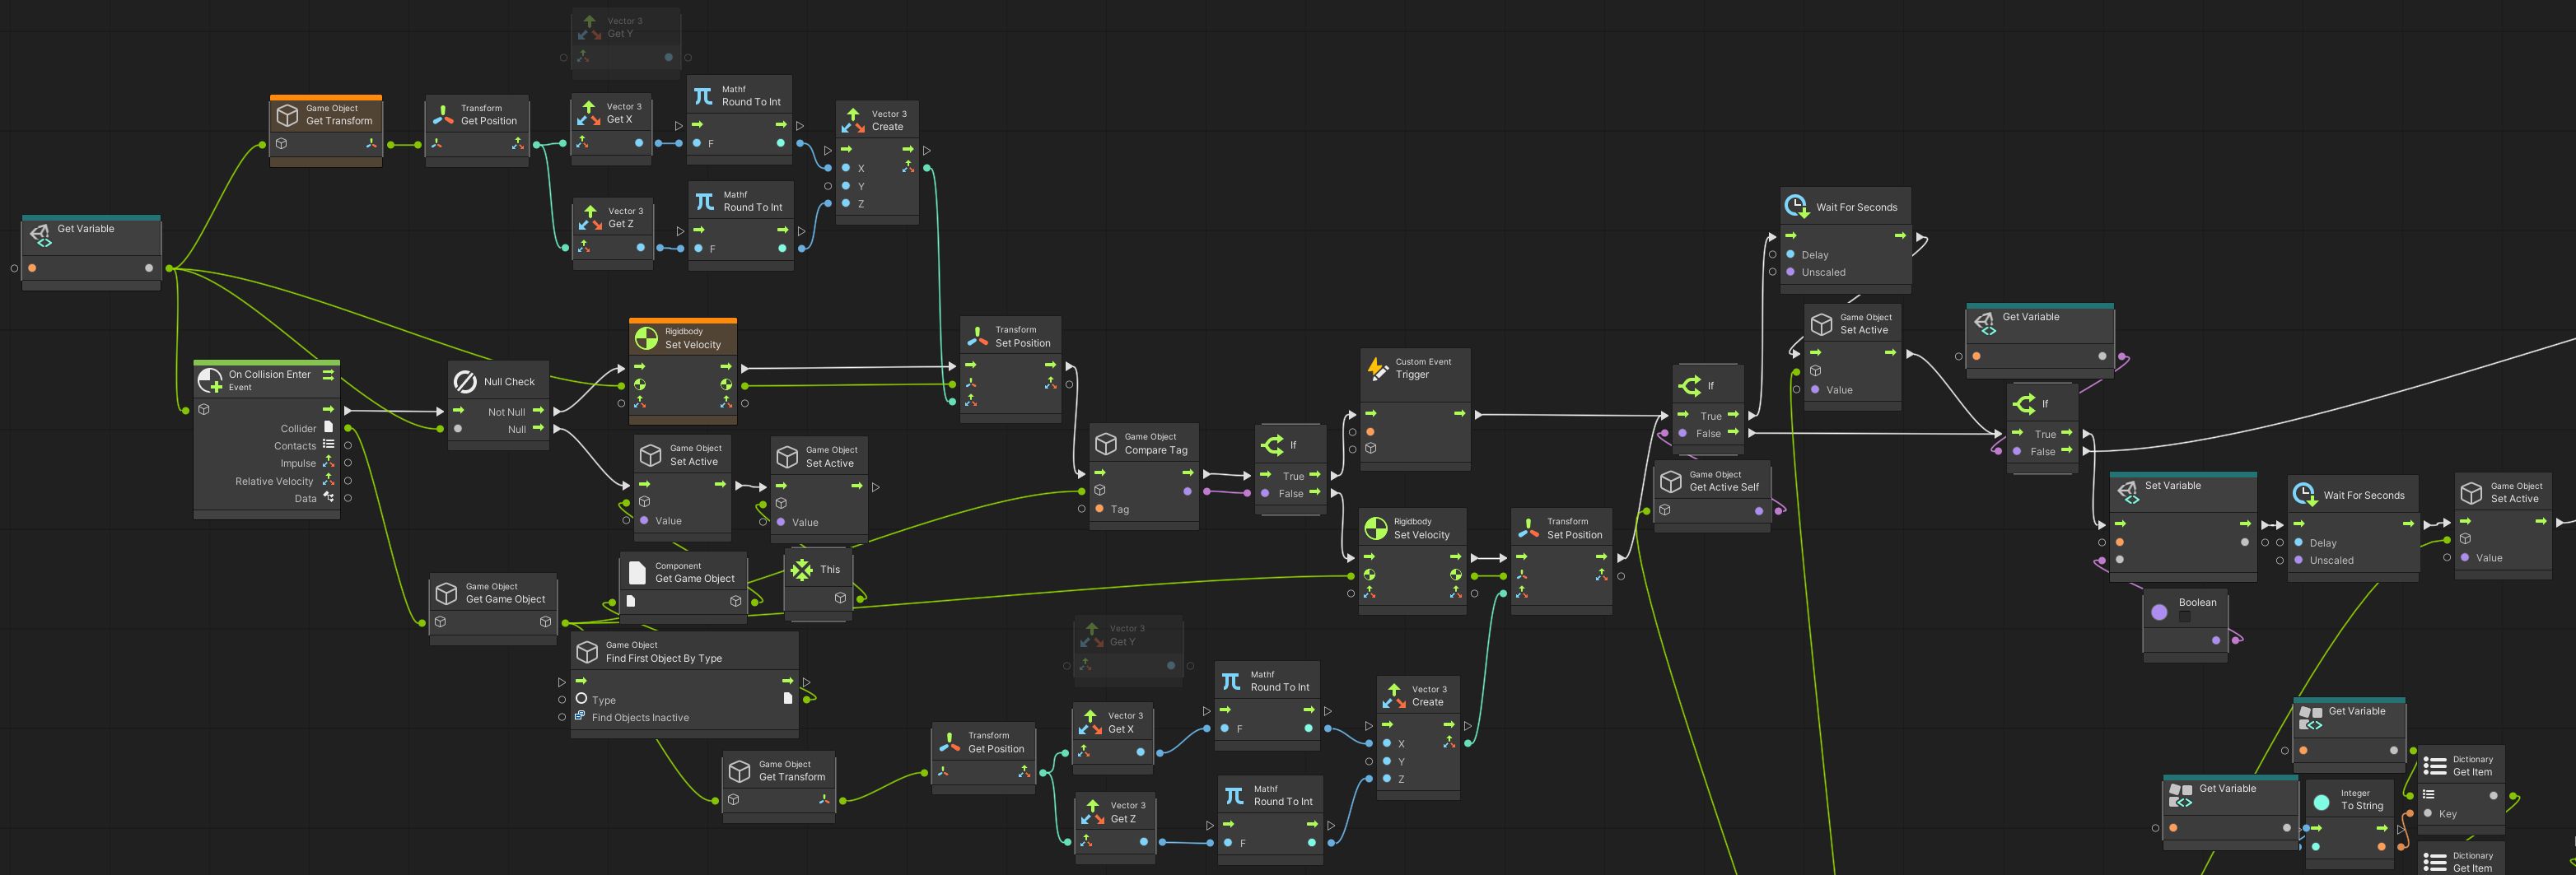 Vector 3
Get Y
Game Object
Get Transform
Transform
Get Position
Vector 3
Get X
Mathf
Round To Int
F
Vector 3
Create
X
Y
Z
Vector 3
Get Z
Mathf
Round To Int
F
Get Variable
On Collision Enter
Event
Collider
Contacts
Impulse
Relative Velocity
Data
Null Check
Not Null
Null
Rigidbody
Set Velocity
Transform
Set Position
Game Object
Set Active
Value
Game Object
Set Active
Value
Game Object
Compare Tag
Tag
If
True
False
Custom Event
Trigger
Rigidbody
Set Velocity
Transform
Set Position
If
True
False
Game Object
Get Active Self
Wait For Seconds
Delay
Unscaled
Game Object
Set Active
Value
Get Variable
If
True
False
Set Variable
Boolean
Wait For Seconds
Delay
Unscaled
Game Object
Set Active
Value
Game Object
Get Game Object
Component
Get Game Object
This
Game Object
Find First Object By Type
Type
Find Objects Inactive
Game Object
Get Transform
Transform
Get Position
Vector 3
Get Y
Vector 3
Get X
Vector 3
Get Z
Mathf
Round To Int
F
Mathf
Round To Int
F
Vector 3
Create
X
Y
Z
Get Variable
Get Variable
Integer
To String
Dictionary
Get Item
Key
Dictionary
Get Item